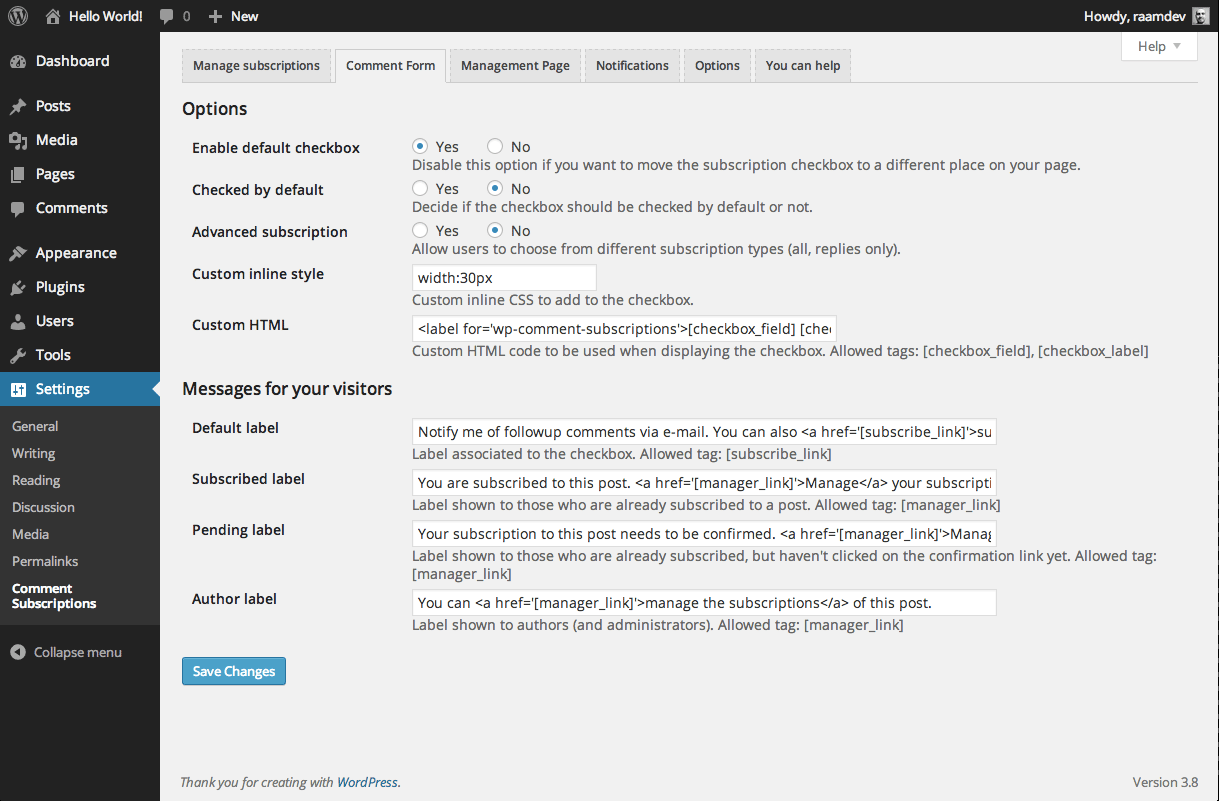 Hello World! 0 New Howdy, raamdev
Help
Dashboard
Posts
Media
Pages
Comments
Appearance
Plugins
Users
Tools
Settings
General
Writing
Reading
Discussion
Media
Permalinks
Comment
Subscriptions
Collapse menu
Manage subscriptions Comment Form Management Page Notifications Options You can help
Options
Enable default checkbox Yes No
Disable this option if you want to move the subscription checkbox to a different place on your page.
Checked by default Yes No
Decide if the checkbox should be checked by default or not.
Advanced subscription Yes No
Allow users to choose from different subscription types (all, replies only).
Custom inline style width:30px
Custom inline CSS to add to the checkbox.
Custom HTML <label for='wp-comment-subscriptions'>[checkbox_field] [che
Custom HTML code to be used when displaying the checkbox. Allowed tags: [checkbox_field], [checkbox_label]
Messages for your visitors
Default label Notify me of followup comments via e-mail. You can also <a href='[subscribe_link]'>su
Label associated to the checkbox. Allowed tag: [subscribe_link]
Subscribed label You are subscribed to this post. <a href='[manager_link]'>Manage</a> your subscripti
Label shown to those who are already subscribed to a post. Allowed tag: [manager_link]
Pending label Your subscription to this post needs to be confirmed. <a href='[manager_link]'>Manag
Label shown to those who are already subscribed, but haven't clicked on the confirmation link yet. Allowed tag:
[manager_link]
Author label You can <a href='[manager_link]'>manage the subscriptions</a> of this post.
Label shown to authors (and administrators). Allowed tag: [manager_link]
Save Changes
Thank you for creating with WordPress. Version 3.8